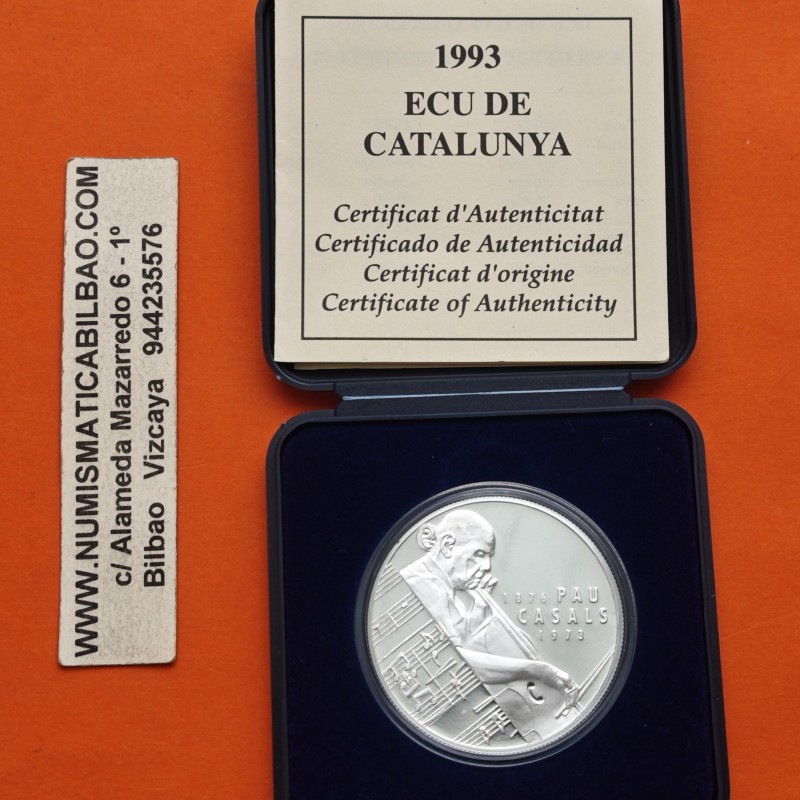 1993
ECU DE
CATALUNYA
Certificat d'Autenticitat
Certificado de Autenticidad
Certificat d'origine
Certificate of Authenticity
WWW.NUMISMATICABILBAO.COM
c/ Alameda Mazarredo 6 - 1º
Bilbao Vizcaya 944235576
1876 PAU
CASALS
1973